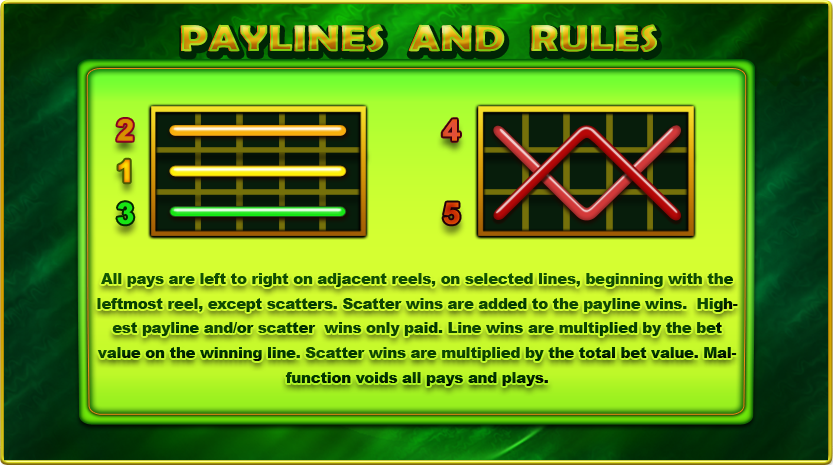 PAYLINES AND RULES
2
1
3
4
5
All pays are left to right on adjacent reels, on selected lines, beginning with the
leftmost reel, except scatters. Scatter wins are added to the payline wins. High-
est payline and/or scatter wins only paid. Line wins are multiplied by the bet
value on the winning line. Scatter wins are multiplied by the total bet value. Mal-
function voids all pays and plays.